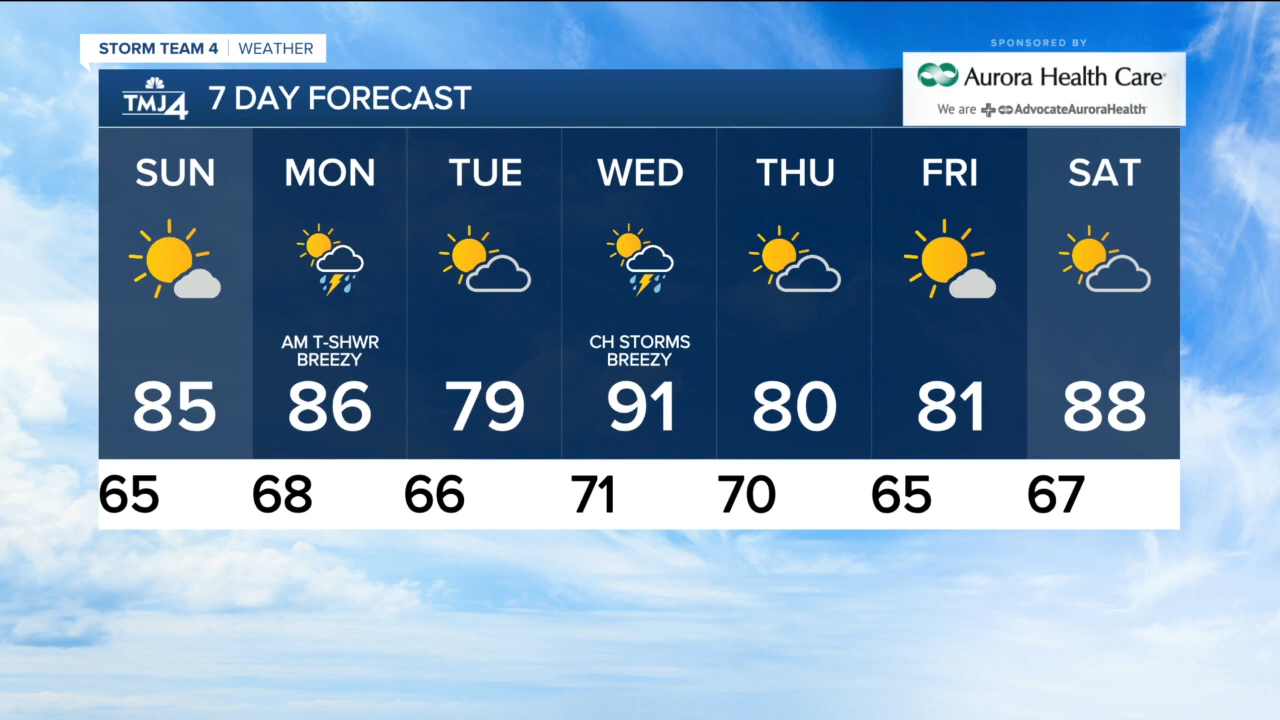 STORM TEAM 4 | WEATHER
SPONSORED BY
Aurora Health Care®
We are AdvocateAuroraHealth
TMJ4 7 DAY FORECAST
SUN MON TUE WED THU FRI SAT
AM T-SHWR CH STORMS
BREEZY BREEZY
85 86 79 91 80 81 88
65 68 66 71 70 65 67